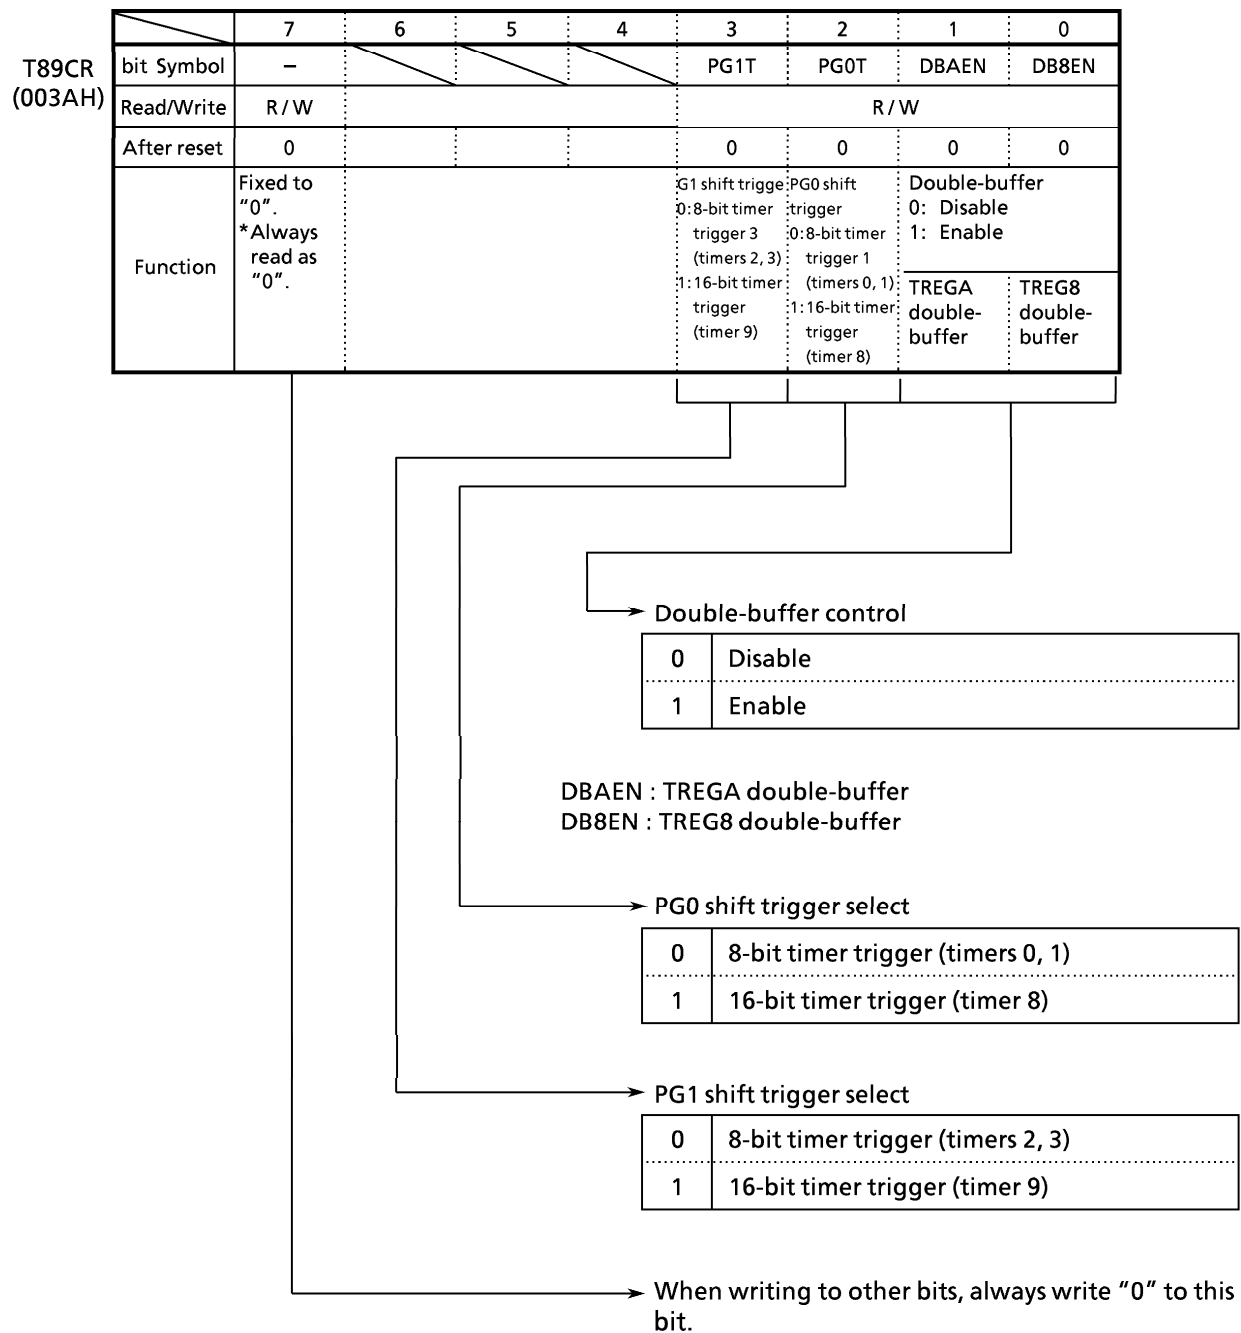 7 6 5 4 3 2 1 0
T89CR
(003AH)
bit Symbol – PG1T PG0T DBAEN DB8EN
Read/Write R/W R/W
After reset 0 0 0 0 0
Function
Fixed to
“0”.
*Always
read as
“0”.
G1 shift trigge
0:8-bit timer
trigger 3
(timers 2, 3)
1:16-bit timer
trigger
(timer 9)
PG0 shift
trigger
0:8-bit timer
trigger 1
(timers 0, 1)
1:16-bit timer
trigger
(timer 8)
Double-buffer
0: Disable
1: Enable
TREGA
double-
buffer
TREG8
double-
buffer
Double-buffer control
0 Disable
1 Enable
DBAEN : TREGA double-buffer
DB8EN : TREG8 double-buffer
PG0 shift trigger select
0 8-bit timer trigger (timers 0, 1)
1 16-bit timer trigger (timer 8)
PG1 shift trigger select
0 8-bit timer trigger (timers 2, 3)
1 16-bit timer trigger (timer 9)
When writing to other bits, always write “0” to this
bit.